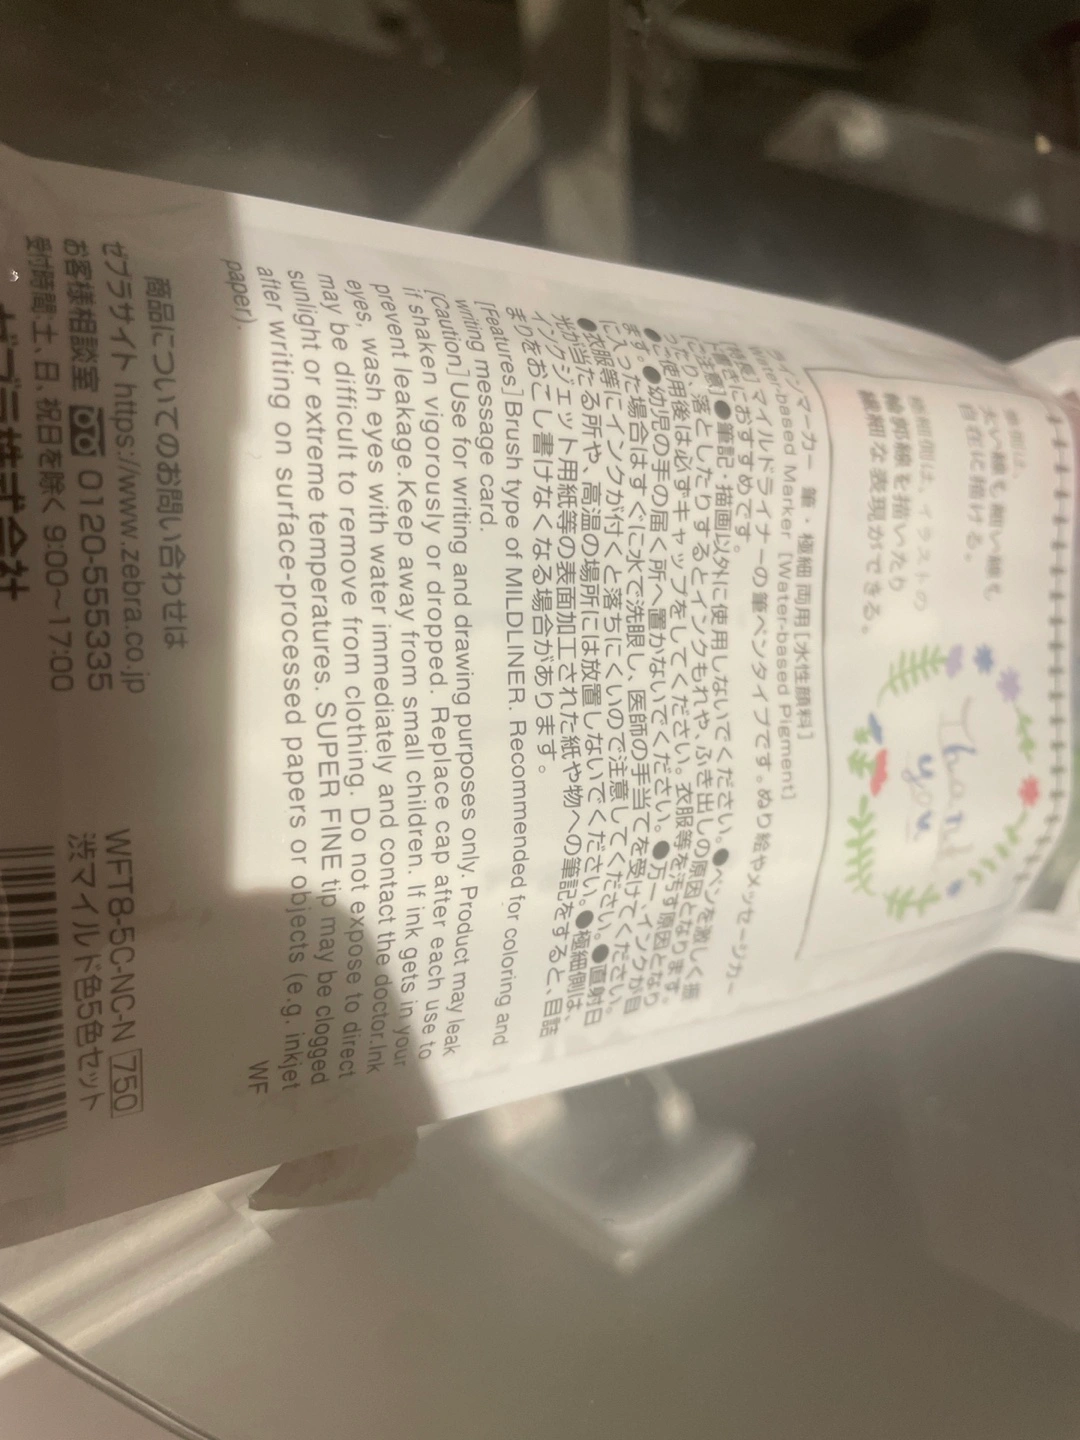 太い線も細い線も
自在に描ける。
極細側は、イラストの
輪郭線を描いたり
繊細な表現ができる。
Thank
you
サインマーカー 筆・極細 両用 [水性顔料]
Water-based Marker [Water-based Pigment]
[特長]マイルドライナーの筆ペンタイプです。ぬり絵やメッセージカー
ド書きにおすすめです。
[ご注意]●筆記・描画以外に使用しないでください。●ペンを激しく振
ったり、落としたりするとインクもれや、ふき出しの原因となります。
●ご使用後は必ずキャップをしてください。衣服等を汚す原因となり
ます。●幼児の手の届く所へ置かないでください。●万一、インクが目
に入った場合はすぐに水で洗眼し、医師の手当てを受けてください。
●衣服等にインクが付くと落ちにくいので注意してください。●直射日
光が当たる所や、高温の場所には放置しないでください。●極細側は、
インクジェット用紙等の表面加工された紙や物への筆記をすると、目詰
まりをおこし書けなくなる場合があります。
[Features]Brush type of MILDLINER. Recommended for coloring and
writing message card.
[Caution]Use for writing and drawing purposes only. Product may leak
if shaken vigorously or dropped. Replace cap after each use to
prevent leakage.Keep away from small children. If ink gets in your
eyes, wash eyes with water immediately and contact the doctor.Ink
may be difficult to remove from clothing. Do not expose to direct
sunlight or extreme temperatures. SUPER FINE tip may be clogged
after writing on surface-processed papers or objects (e.g. inkjet
paper).
WF
商品についてのお問い合わせは
ゼブラサイト https://www.zebra.co.jp
お客様相談室 0120-555335
受付時間:土、日、祝日を除く 9:00〜17:00
ゼブラ株式会社
WFT8-5C-NC-N 750
渋マイルド色5色セット